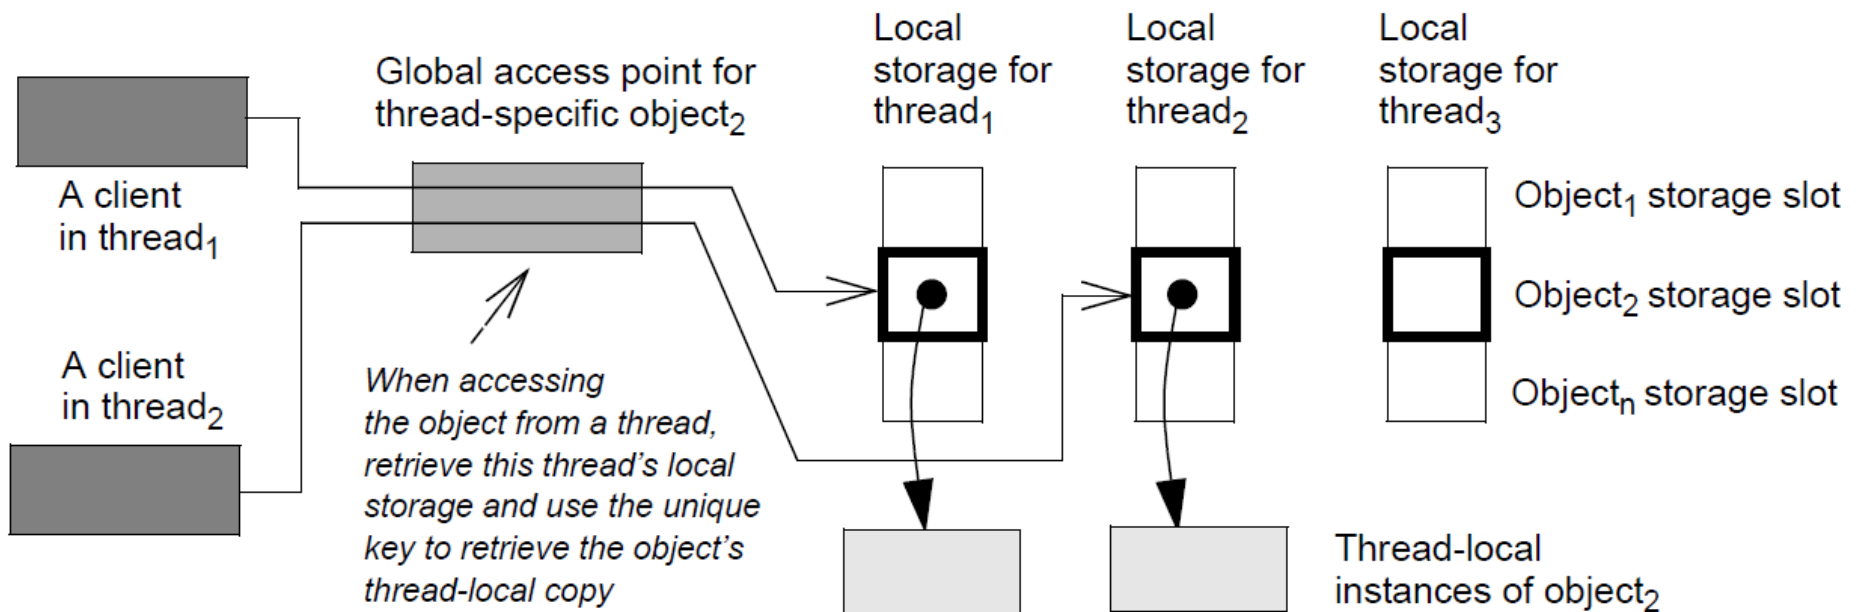 Global access point for
thread-specific object₂
Local
storage for
thread₁
Local
storage for
thread₂
Local
storage for
thread₃
A client
in thread₁
Object₁ storage slot
Object₂ storage slot
Objectₙ storage slot
A client
in thread₂
When accessing
the object from a thread,
retrieve this thread's local
storage and use the unique
key to retrieve the object's
thread-local copy
Thread-local
instances of object₂